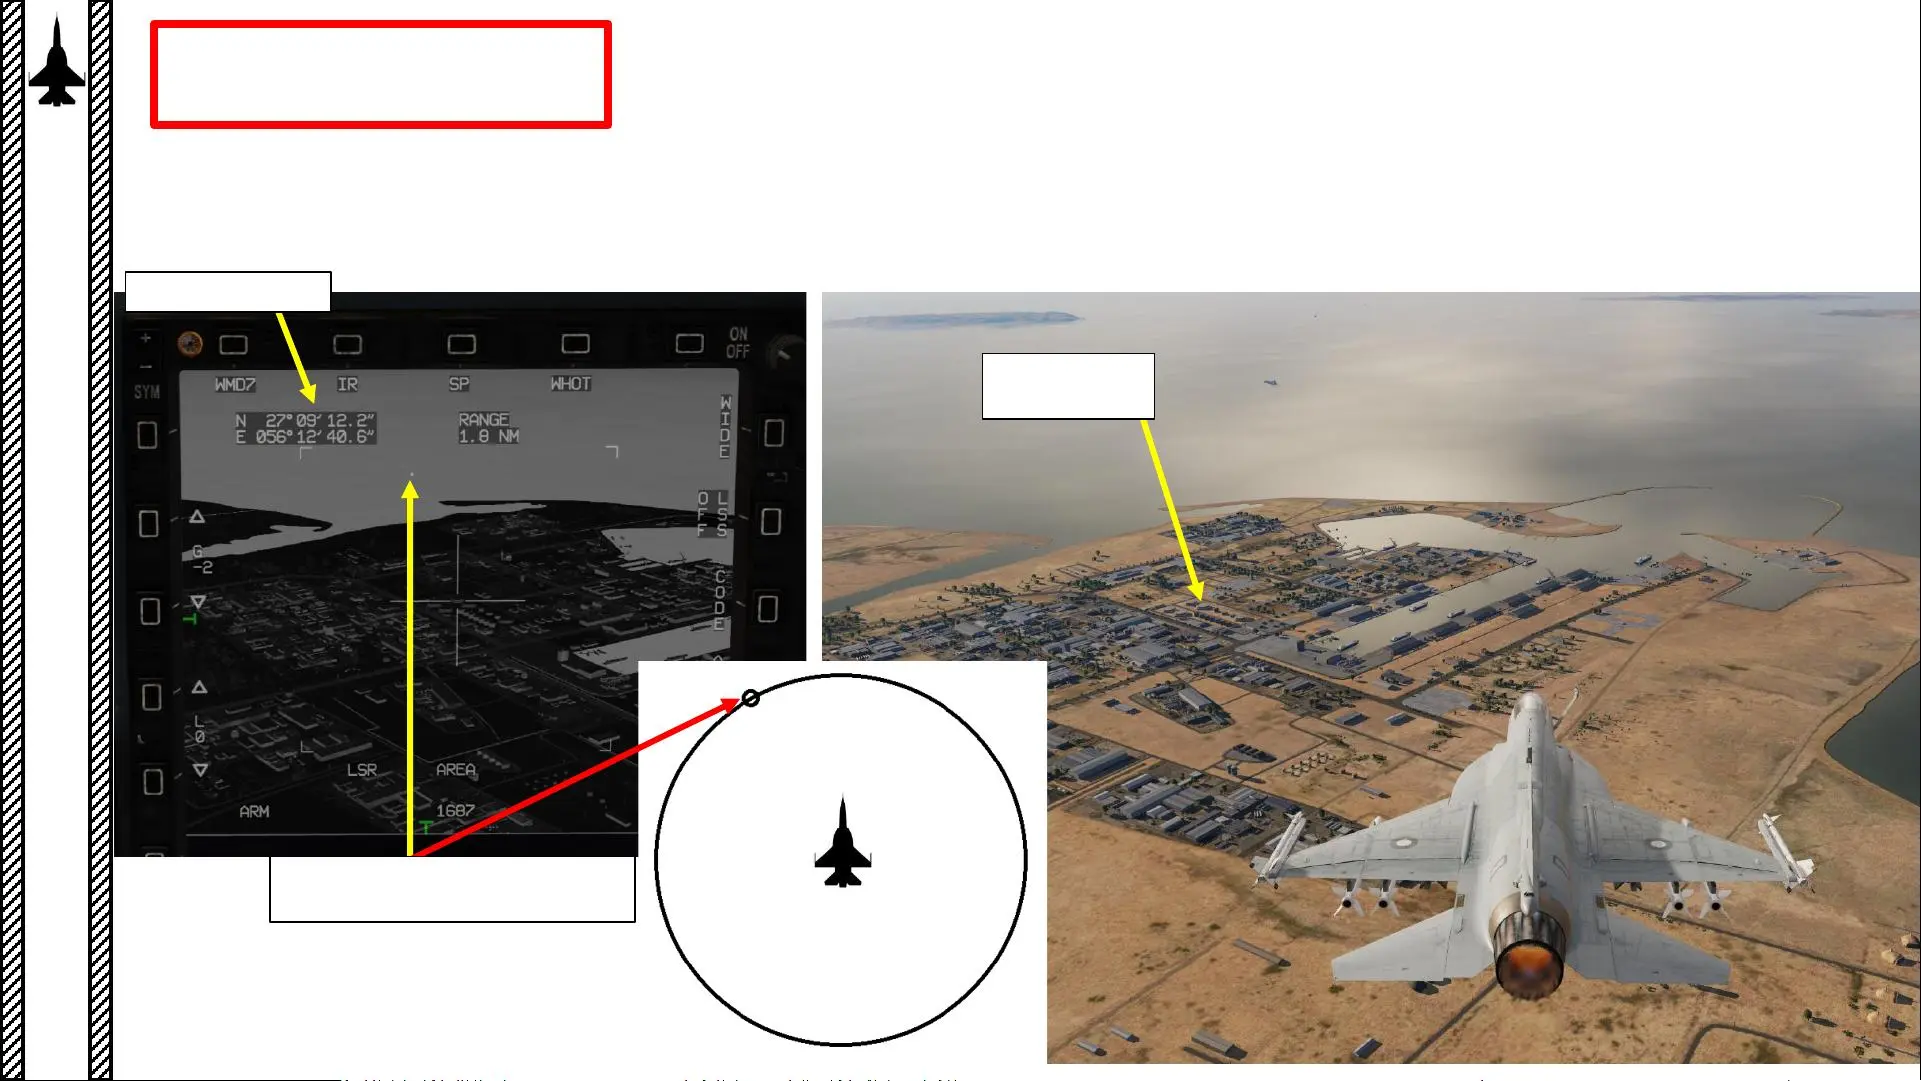 ON
OFF
SYM
WMD7 IR SP WHOT
N 27°09′12.2″ RANGE
E 056°12′40.6″ 1.8 NM
WIDE
LSS
OFF
G
-2
CODE
L
0
LSR AREA
ARM 1687
T